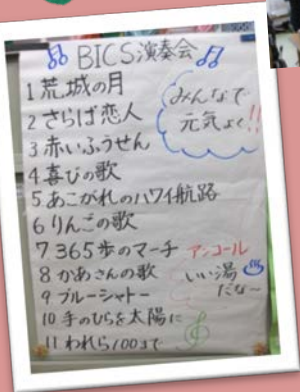 BICS演奏会
1 荒城の月
2 さらば恋人
3 赤いふうせん
4 喜びの歌
5 あこがれのハワイ航路
6 りんごの歌
7 365歩のマーチ
8 かあさんの歌
9 ブルーシャトー
10 手のひらを太陽に
11 われら100まで
みんなで
元気よく!!
アンコール
いい湯
だな～